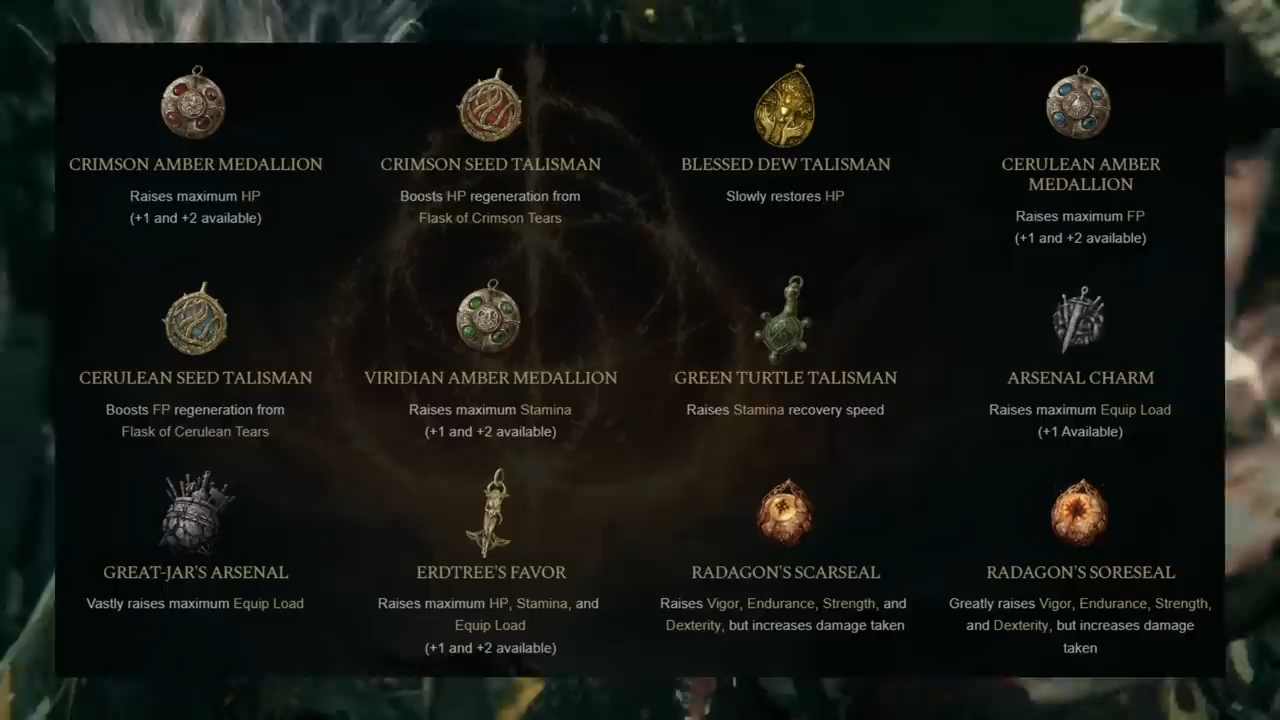 CRIMSON AMBER MEDALLION
Raises maximum HP
(+1 and +2 available)
CRIMSON SEED TALISMAN
Boosts HP regeneration from
Flask of Crimson Tears
BLESSED DEW TALISMAN
Slowly restores HP
CERULEAN AMBER
MEDALLION
Raises maximum FP
(+1 and +2 available)
CERULEAN SEED TALISMAN
Boosts FP regeneration from
Flask of Cerulean Tears
VIRIDIAN AMBER MEDALLION
Raises maximum Stamina
(+1 and +2 available)
GREEN TURTLE TALISMAN
Raises Stamina recovery speed
ARSENAL CHARM
Raises maximum Equip Load
(+1 Available)
GREAT-JAR'S ARSENAL
Vastly raises maximum Equip Load
ERDTREE'S FAVOR
Raises maximum HP, Stamina, and
Equip Load
(+1 and +2 available)
RADAGON'S SCARSEAL
Raises Vigor, Endurance, Strength, and
Dexterity, but increases damage taken
RADAGON'S SORESEAL
Greatly raises Vigor, Endurance, Strength,
and Dexterity, but increases damage
taken